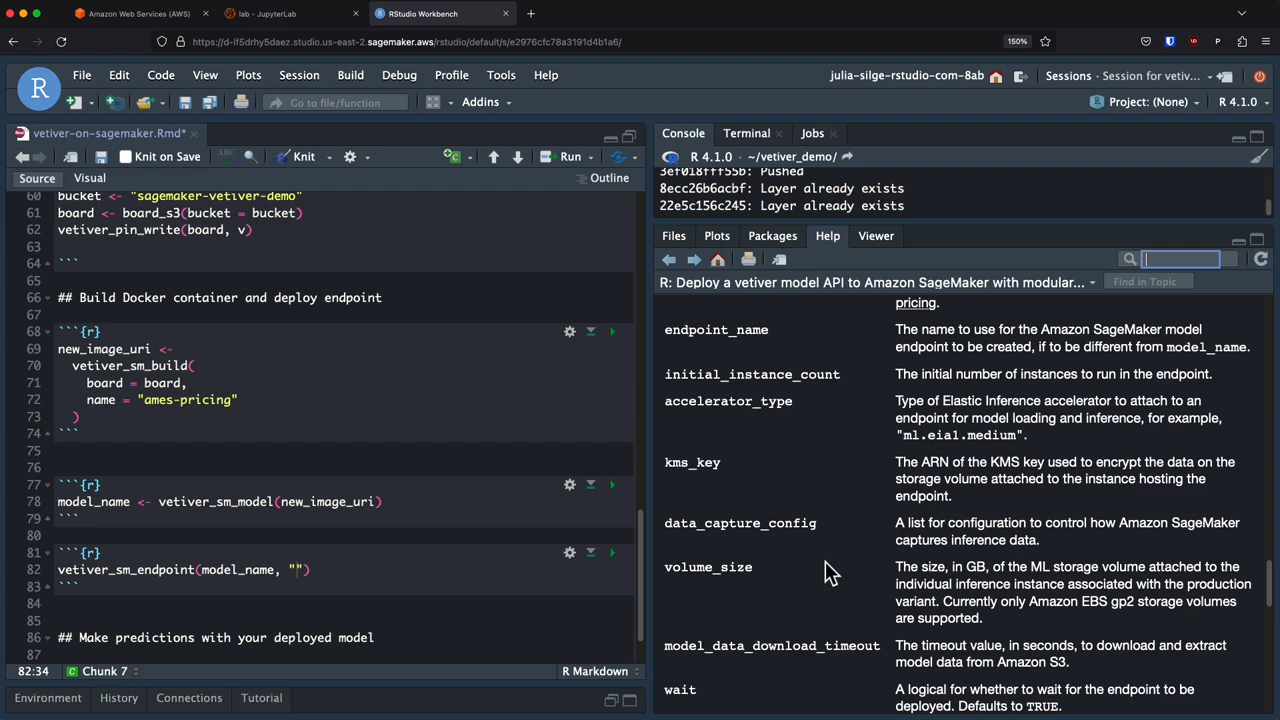 Amazon Web Services (AWS)
lab - JupyterLab
RStudio Workbench
https://d-if5drhy5daez.studio.us-east-2.sagemaker.aws/rstudio/default/s/e2976cfc78a3191d4b1a6/
150%
File Edit Code View Plots Session Build Debug Profile Tools Help
julia-silge-rstudio-com-8ab
Sessions
Session for vetiv...
Go to file/function
Addins
Project: (None)
R 4.1.0
vetiver-on-sagemaker.Rmd*
Knit on Save
ABC
Knit
Run
Source Visual
Outline
60 bucket <- "sagemaker-vetiver-demo"
61 board <- board_s3(bucket = bucket)
62 vetiver_pin_write(board, v)
63
64 ```
65
66 ## Build Docker container and deploy endpoint
67
68 ```{r}
69 new_image_uri <-
70 vetiver_sm_build(
71 board = board,
72 name = "ames-pricing"
73 )
74 ```
75
76
77 ```{r}
78 model_name <- vetiver_sm_model(new_image_uri)
79 ```
80
81 ```{r}
82 vetiver_sm_endpoint(model_name, "")
83 ```
84
85
86 ## Make predictions with your deployed model
87
82:34 Chunk 7 R Markdown
Environment History Connections Tutorial
Console Terminal Jobs
R 4.1.0 · ~/vetiver_demo/
3ef018fff55b: Pushed
8ecc26b6acbf: Layer already exists
22e5c156c245: Layer already exists
Files Plots Packages Help Viewer
R: Deploy a vetiver model API to Amazon SageMaker with modular...
Find in Topic
pricing.
endpoint_name The name to use for the Amazon SageMaker model
endpoint to be created, if to be different from model_name.
initial_instance_count The initial number of instances to run in the endpoint.
accelerator_type Type of Elastic Inference accelerator to attach to an
endpoint for model loading and inference, for example,
"ml.eia1.medium".
kms_key The ARN of the KMS key used to encrypt the data on the
storage volume attached to the instance hosting the
endpoint.
data_capture_config A list for configuration to control how Amazon SageMaker
captures inference data.
volume_size The size, in GB, of the ML storage volume attached to the
individual inference instance associated with the production
variant. Currently only Amazon EBS gp2 storage volumes
are supported.
model_data_download_timeout The timeout value, in seconds, to download and extract
model data from Amazon S3.
wait A logical for whether to wait for the endpoint to be
deployed. Defaults to TRUE.